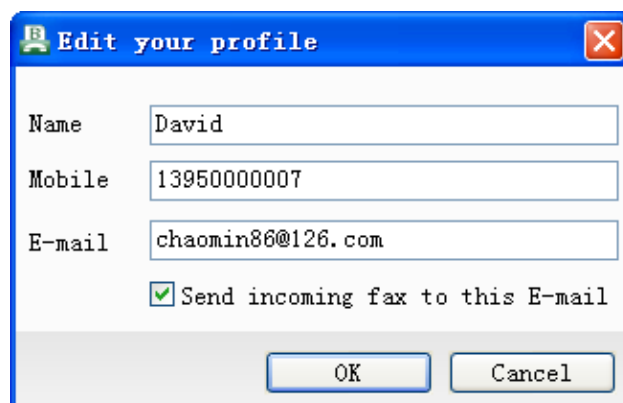 Edit your profile
Name David
Mobile 13950000007
E-mail chaomin86@126.com
Send incoming fax to this E-mail
OK Cancel